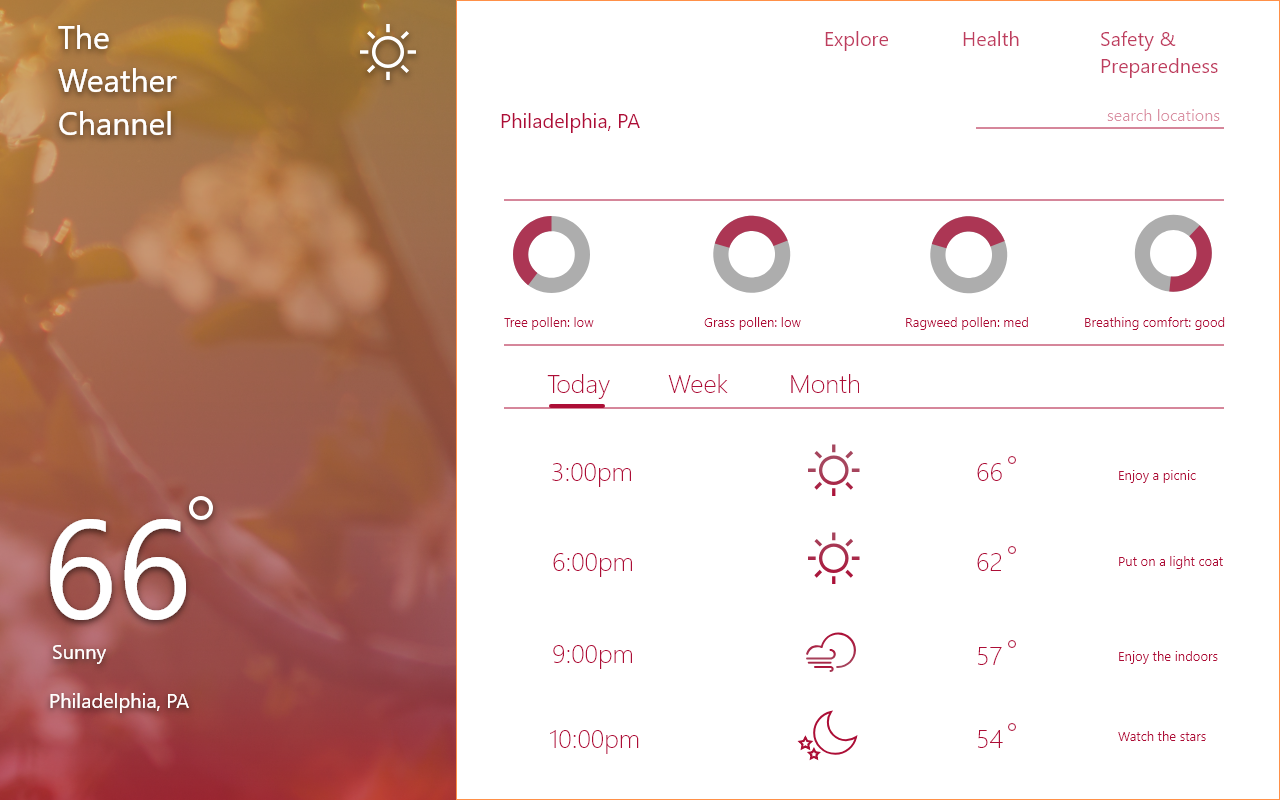 The
Weather
Channel
66°
Sunny
Philadelphia, PA
Explore
Health
Safety &
Preparedness
Philadelphia, PA
search locations
Tree pollen: low
Grass pollen: low
Ragweed pollen: med
Breathing comfort: good
Today
Week
Month
3:00pm
66°
Enjoy a picnic
6:00pm
62°
Put on a light coat
9:00pm
57°
Enjoy the indoors
10:00pm
54°
Watch the stars